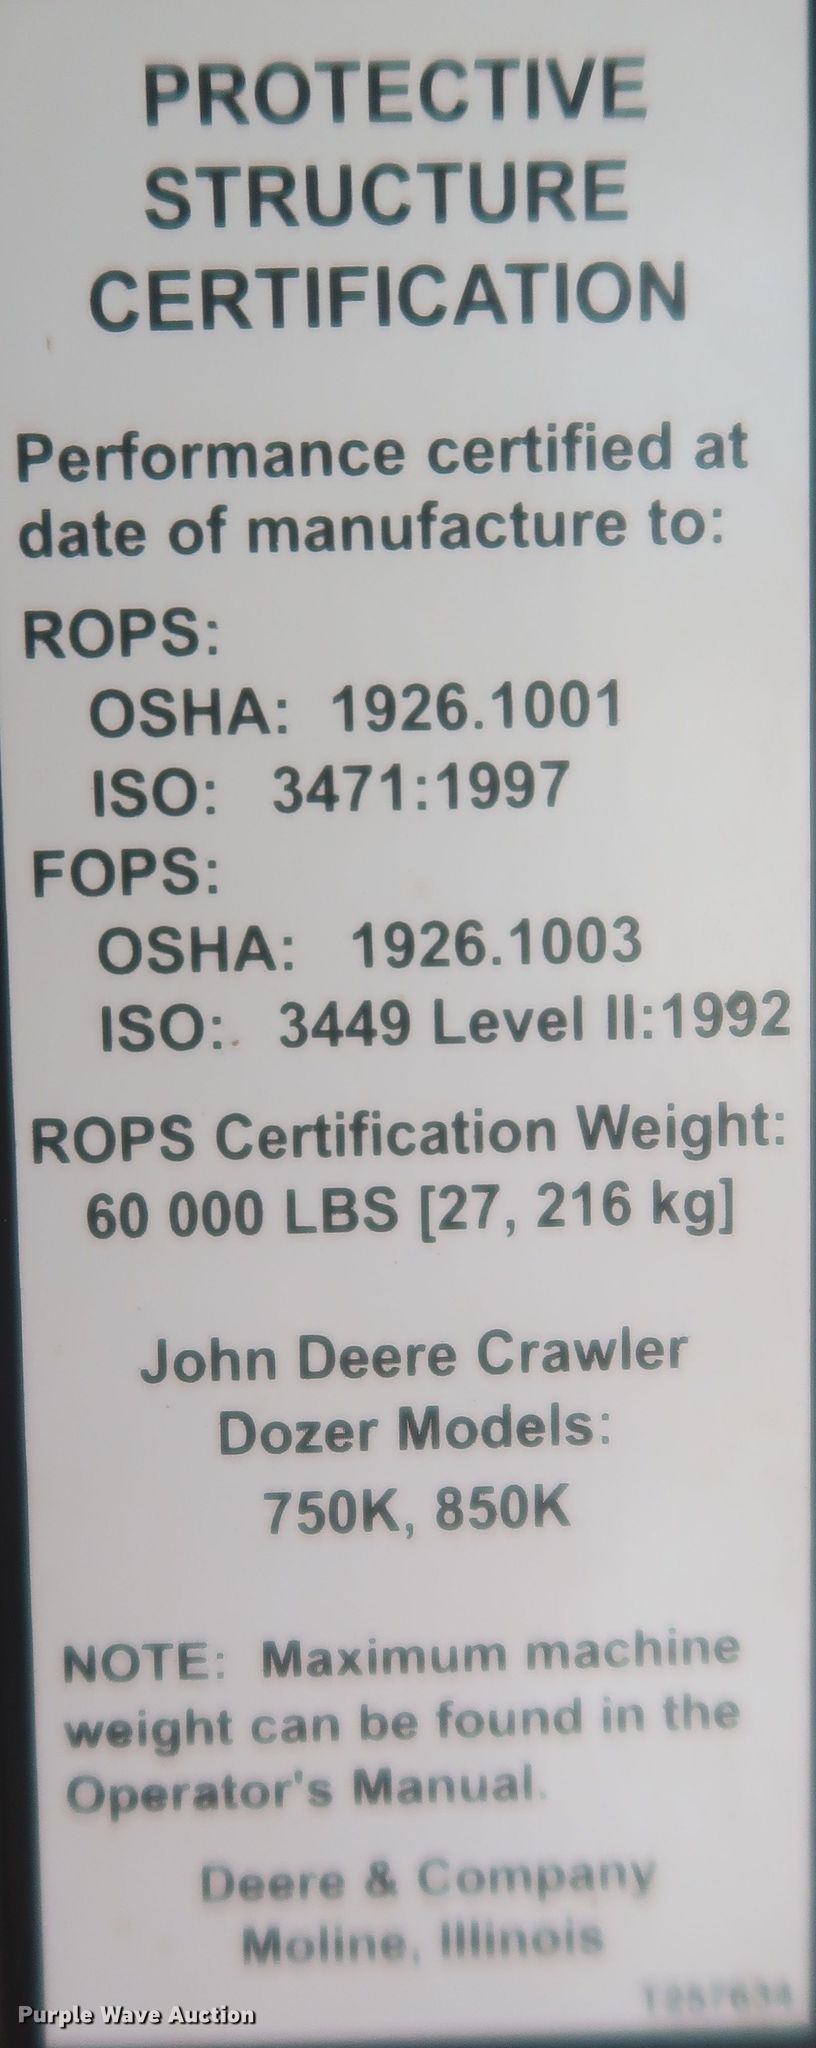 PROTECTIVE
STRUCTURE
CERTIFICATION
Performance certified at
date of manufacture to:
ROPS:
OSHA: 1926.1001
ISO: 3471:1997
FOPS:
OSHA: 1926.1003
ISO: 3449 Level II:1992
ROPS Certification Weight:
60 000 LBS [27, 216 kg]
John Deere Crawler
Dozer Models:
750K, 850K
NOTE: Maximum machine
weight can be found in the
Operator's Manual.
Deere & Company
Moline, Illinois
Purple Wave Auction